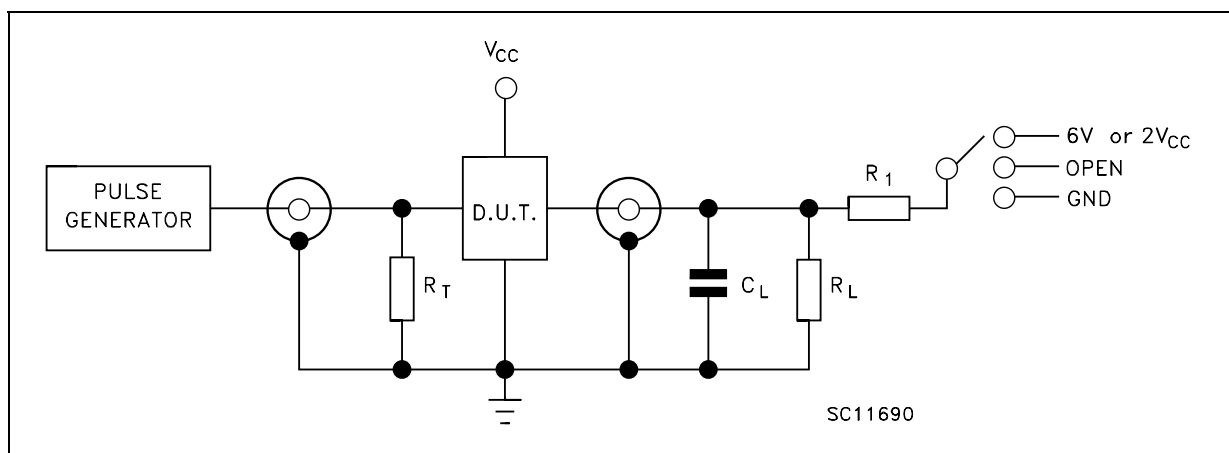 VCC
6V or 2VCC
OPEN
GND
R1
PULSE
GENERATOR
D.U.T.
RT
CL
RL
SC11690